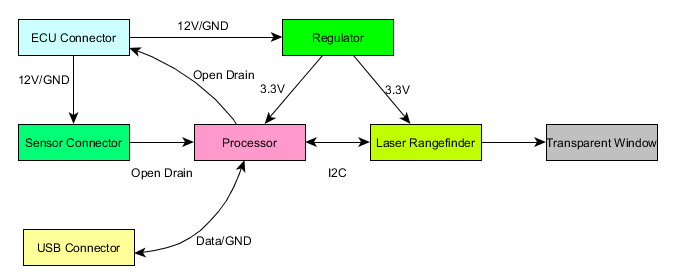 12V/GND
ECU Connector
Regulator
Open Drain
12V/GND
3.3V
3.3V
Sensor Connector
Processor
Laser Rangefinder
Transparent Window
Open Drain
I2C
Data/GND
USB Connector